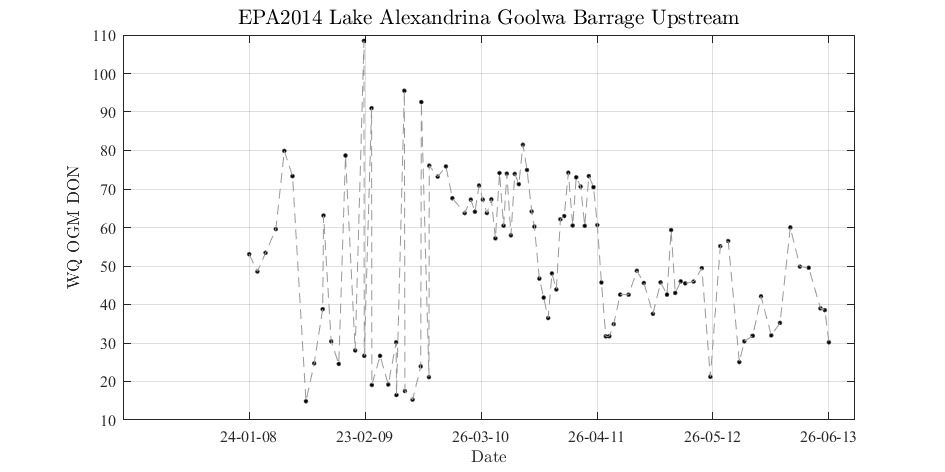 EPA2014 Lake Alexandrina Goolwa Barrage Upstream
110
100
90
80
70
60
50
40
30
20
10
WQ OGM DON
24-01-08 23-02-09 26-03-10 26-04-11 26-05-12 26-06-13
Date